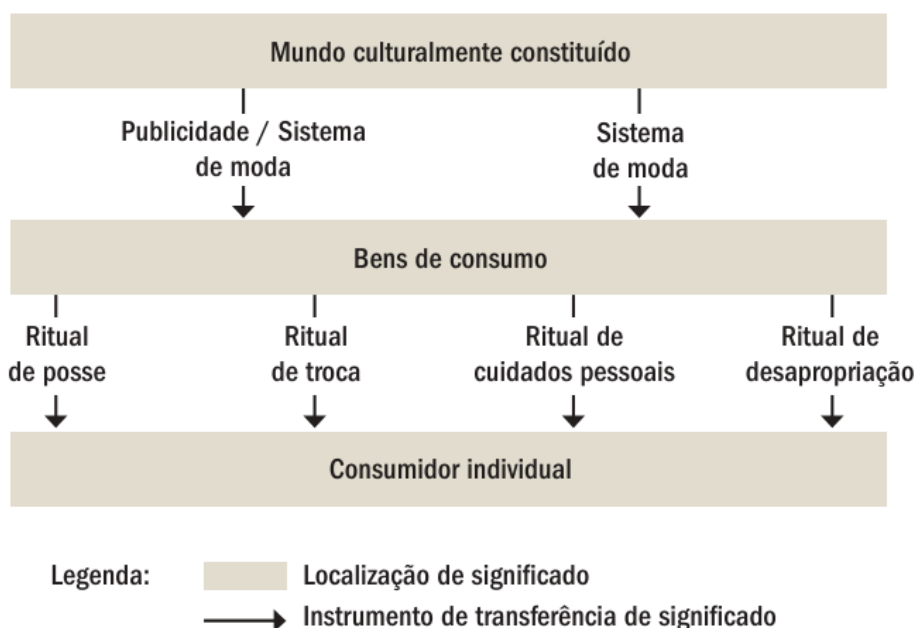 Mundo culturalmente constituído
Publicidade / Sistema
de moda
Sistema
de moda
Bens de consumo
Ritual
de posse
Ritual
de troca
Ritual de
cuidados pessoais
Ritual de
desapropriação
Consumidor individual
Legenda:
Localização de significado
Instrumento de transferência de significado